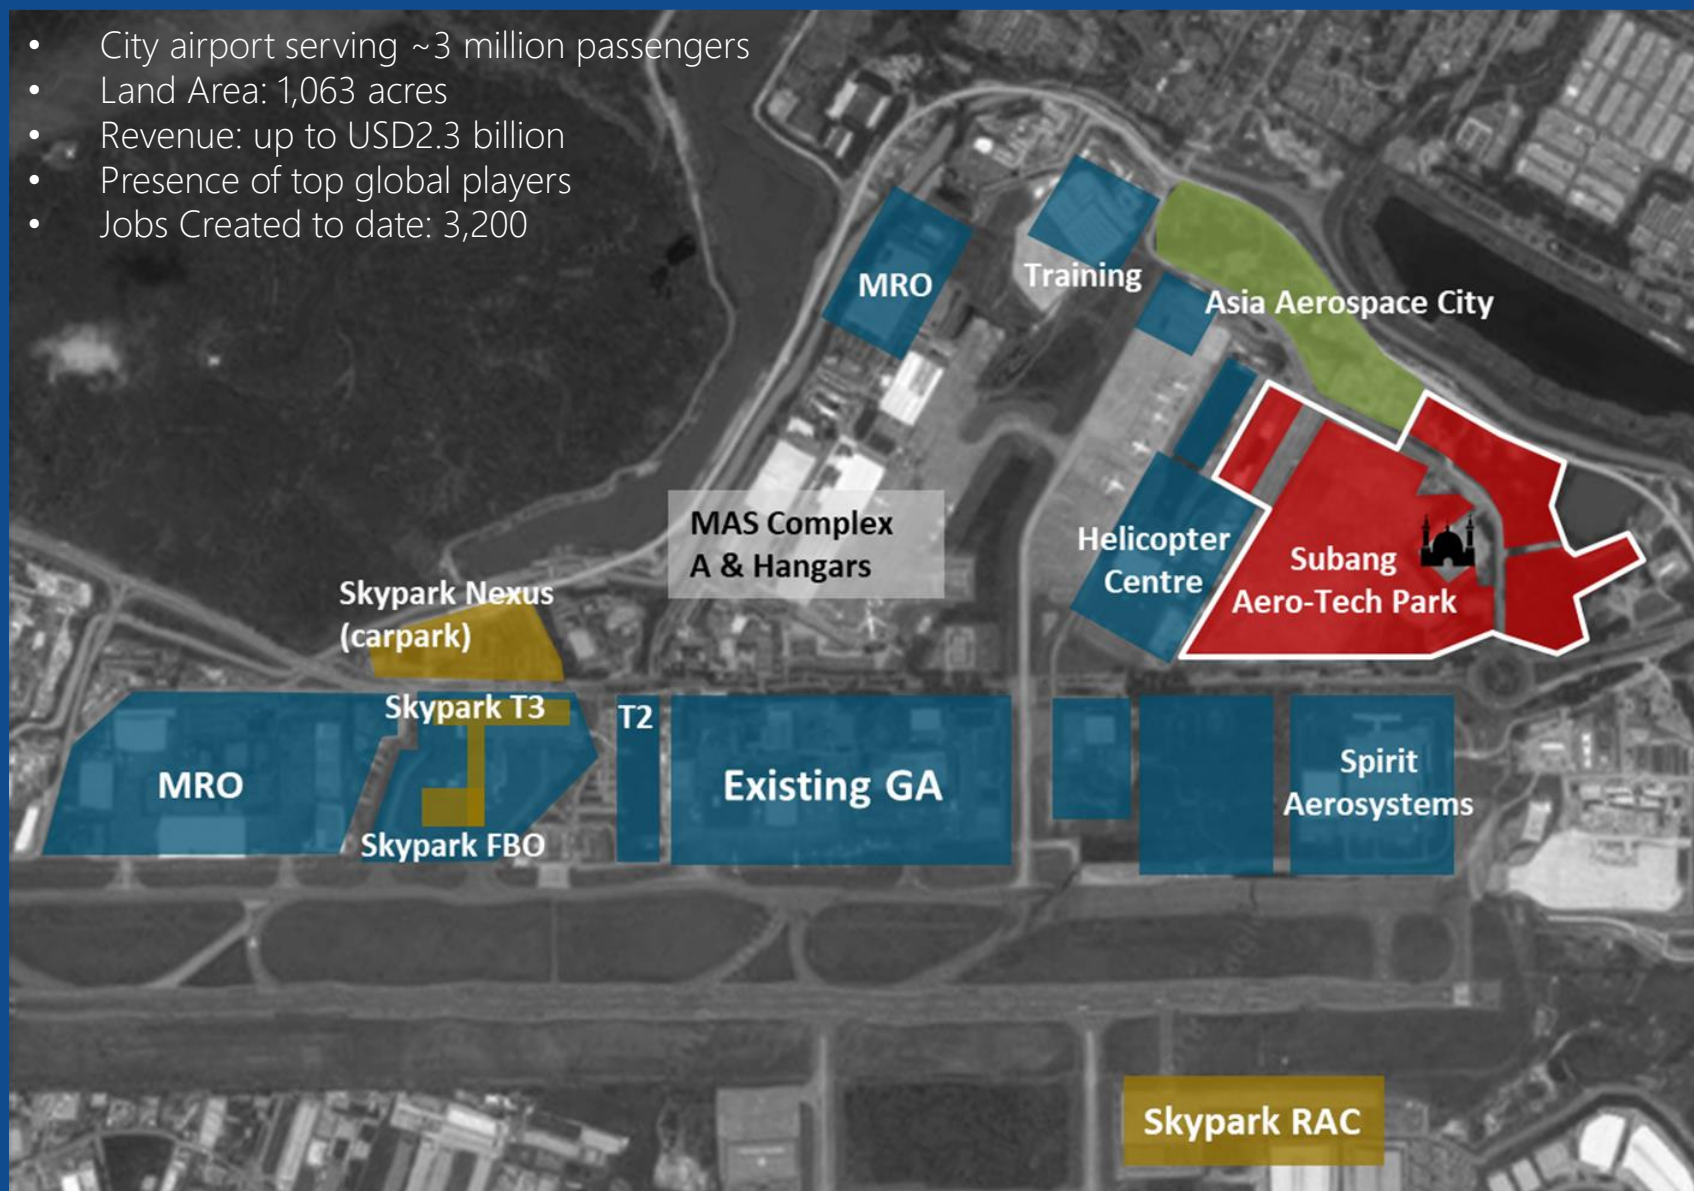 • City airport serving ~3 million passengers
• Land Area: 1,063 acres
• Revenue: up to USD2.3 billion
• Presence of top global players
• Jobs Created to date: 3,200
MRO
Training
Asia Aerospace City
MAS Complex
A & Hangars
Helicopter
Centre
Subang
Aero-Tech Park
Skypark Nexus
(carpark)
Skypark T3
T2
MRO
Existing GA
Spirit
Aerosystems
Skypark FBO
Skypark RAC